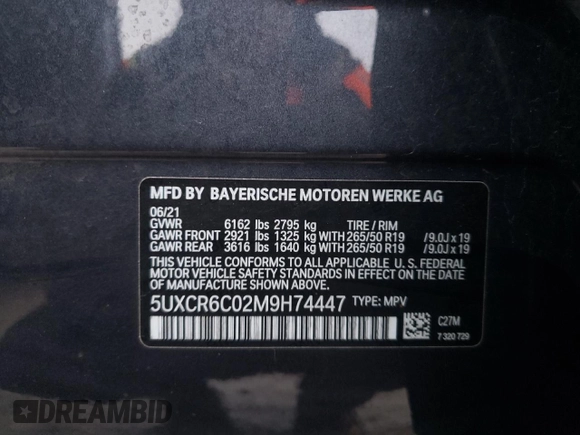 MFD BY BAYERISCHE MOTOREN WERKE AG
06/21
GVWR 6162 lbs 2795 kg TIRE / RIM
GAWR FRONT 2921 lbs 1325 kg WITH 265/50 R19 / 9.0J x 19
GAWR REAR 3616 lbs 1640 kg WITH 265/50 R19 / 9.0J x 19
THIS VEHICLE CONFORMS TO ALL APPLICABLE U. S. FEDERAL
MOTOR VEHICLE SAFETY AND THEFT PREVENTION STANDARDS
IN EFFECT ON THE DATE OF MANUFACTURE SHOWN ABOVE.
5UXCR6C02M9H74447 TYPE: MPV
C27M
7 320 729
DREAMBID